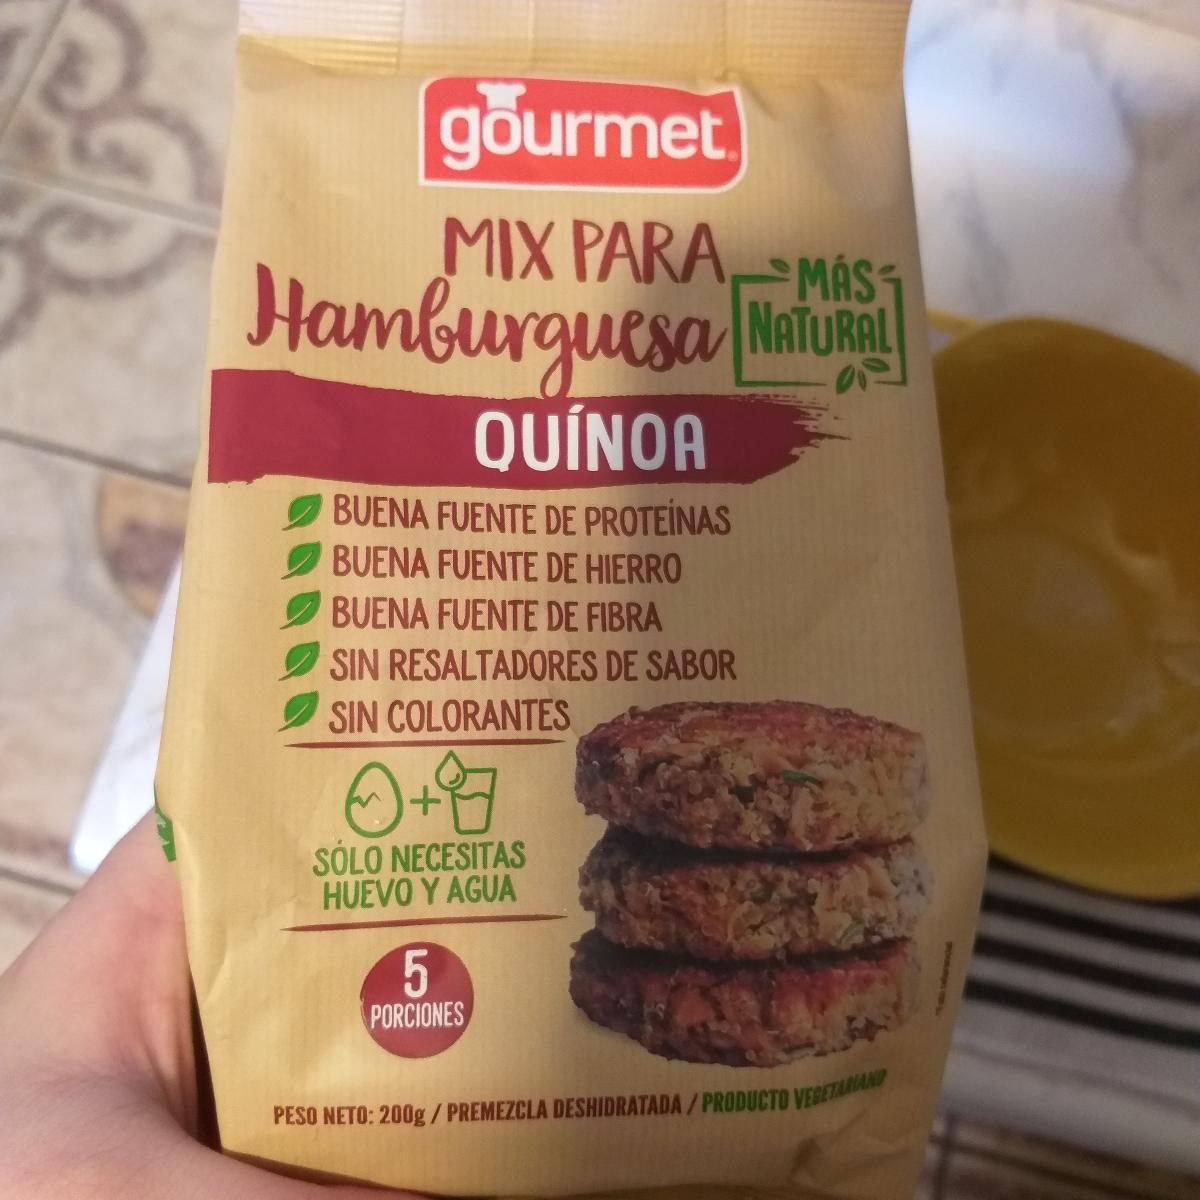 gourmet
MIX PARA
Hamburguesa
MÁS
NATURAL
QUÍNOA
BUENA FUENTE DE PROTEÍNAS
BUENA FUENTE DE HIERRO
BUENA FUENTE DE FIBRA
SIN RESALTADORES DE SABOR
SIN COLORANTES
SÓLO NECESITAS
HUEVO Y AGUA
5
PORCIONES
PESO NETO: 200g / PREMEZCLA DESHIDRATADA / PRODUCTO VEGETARIANO